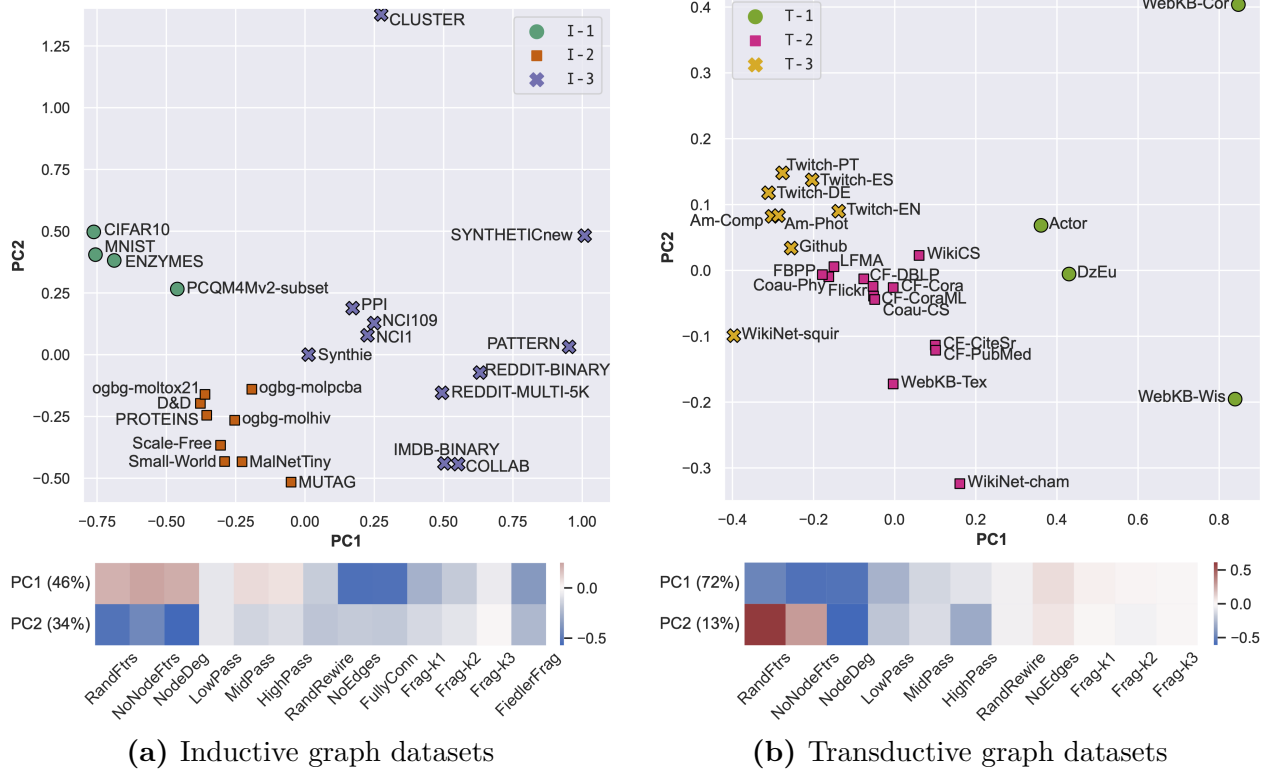 CLUSTER
I-1
I-2
I-3
1.25
1.00
0.75
0.50
0.25
0.00
−0.25
−0.50
PC2
CIFAR10
MNIST
ENZYMES
PCQM4Mv2-subset
SYNTHETICnew
PPI
NCI109
NCI1
Synthie
PATTERN
REDDIT-BINARY
REDDIT-MULTI-5K
ogbg-moltox21
ogbg-molpcba
D&D
PROTEINS
ogbg-molhiv
Scale-Free
Small-World
MalNetTiny
MUTAG
IMDB-BINARY
COLLAB
−0.75 −0.50 −0.25 0.00 0.25 0.50 0.75 1.00
PC1
PC1 (46%)
PC2 (34%)
0.0
−0.5
RandFtrs
NoNodeFtrs
NodeDeg
LowPass
MidPass
HighPass
RandRewire
NoEdges
FullyConn
Frag-k1
Frag-k2
Frag-k3
FiedlerFrag
(a) Inductive graph datasets
WebKB-Cor
T-1
T-2
T-3
0.4
0.3
0.2
0.1
0.0
−0.1
−0.2
−0.3
PC2
Twitch-PT
Twitch-ES
Twitch-DE
Twitch-EN
Am-Comp
Am-Phot
Actor
Github
WikiCS
LFMA
FBPP
CF-DBLP
DzEu
Coau-Phy
Flickr
CF-Cora
CF-CoraML
Coau-CS
WikiNet-squir
CF-CiteSr
CF-PubMed
WebKB-Tex
WebKB-Wis
WikiNet-cham
−0.4 −0.2 0.0 0.2 0.4 0.6 0.8
PC1
PC1 (72%)
PC2 (13%)
0.5
0.0
−0.5
RandFtrs
NoNodeFtrs
NodeDeg
LowPass
MidPass
HighPass
RandRewire
NoEdges
Frag-k1
Frag-k2
Frag-k3
(b) Transductive graph datasets